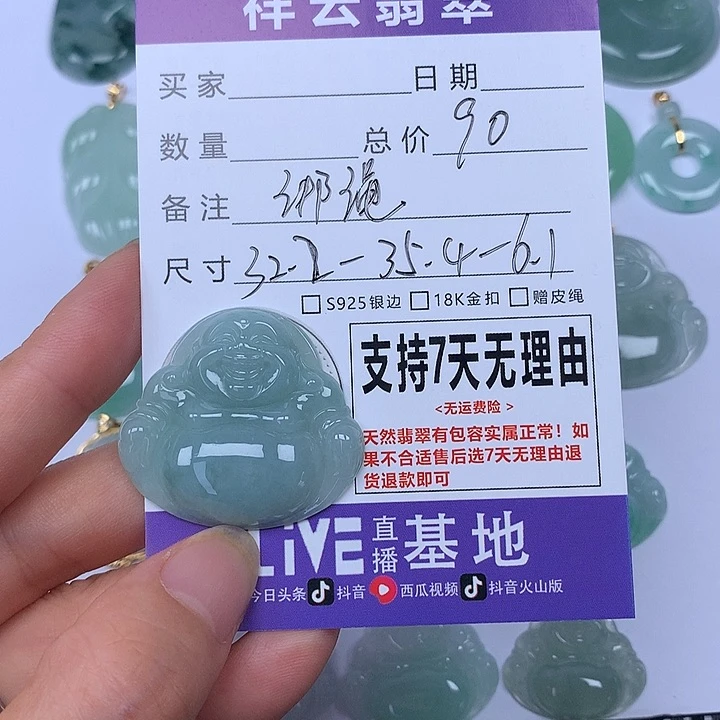 祥云翡翠
买家 日期
数量 总价 90
备注 绑绳
尺寸 32.2-35.4-6.1
S925银边 18K金扣 赠皮绳
支持7天无理由
<无运费险>
天然翡翠有包容实属正常！如
果不合适售后选7天无理由退
货退款即可
LIVE 直播 基地
今日头条 抖音 西瓜视频 抖音火山版